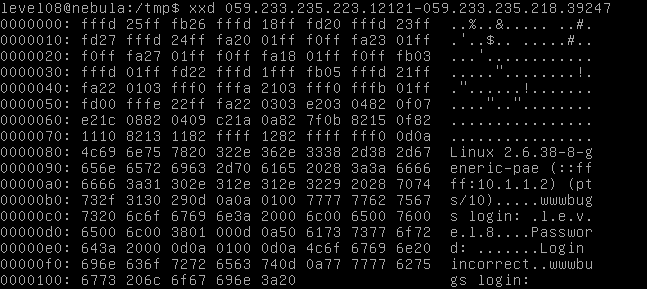 level08@nebula:/tmp$ xxd 059.233.235.223.12121-059.233.235.218.39247
0000000: fffd 25ff fb26 fffd 18ff fd20 fffd 23ff ..%..&..... ..#.
0000010: fd27 fffd 24ff fa20 01ff f0ff fa23 01ff .'..$.. .....#..
0000020: f0ff fa27 01ff f0ff fa18 01ff f0ff fb03 ...'............
0000030: fffd 01ff fd22 fffd 1fff fb05 fffd 21ff .....".......!.
0000040: fa22 0103 fff0 fffa 2103 fff0 fffb 01ff ."......!.......
0000050: fd00 fffe 22ff fa22 0303 e203 0482 0f07 ....".."........
0000060: e21c 0882 0409 c21a 0a82 7f0b 8215 0f82 ................
0000070: 1110 8213 1182 ffff 1282 ffff fff0 0d0a ................
0000080: 4c69 6e75 7820 322e 362e 3338 2d38 2d67 Linux 2.6.38-8-g
0000090: 656e 6572 6963 2d70 6165 2028 3a3a 6666 eneric-pae (::ff
00000a0: 6666 3a31 302e 312e 312e 3229 2028 7074 ff:10.1.1.2) (pt
00000b0: 732f 3130 290d 0a0a 0100 7777 7762 7567 s/10).....wwwbug
00000c0: 7320 6c6f 6769 6e3a 2000 6c00 6500 7600 s login: .l.e.v.
00000d0: 6500 6c00 3801 000d 0a50 6173 7377 6f72 e.l.8....Passwor
00000e0: 643a 2000 0d0a 0100 0d0a 4c6f 6769 6e20 d: .......Login
00000f0: 696e 636f 7272 6563 740d 0a77 7777 6275 incorrect..wwwbu
0000100: 6773 206c 6f67 696e 3a20 gs login: